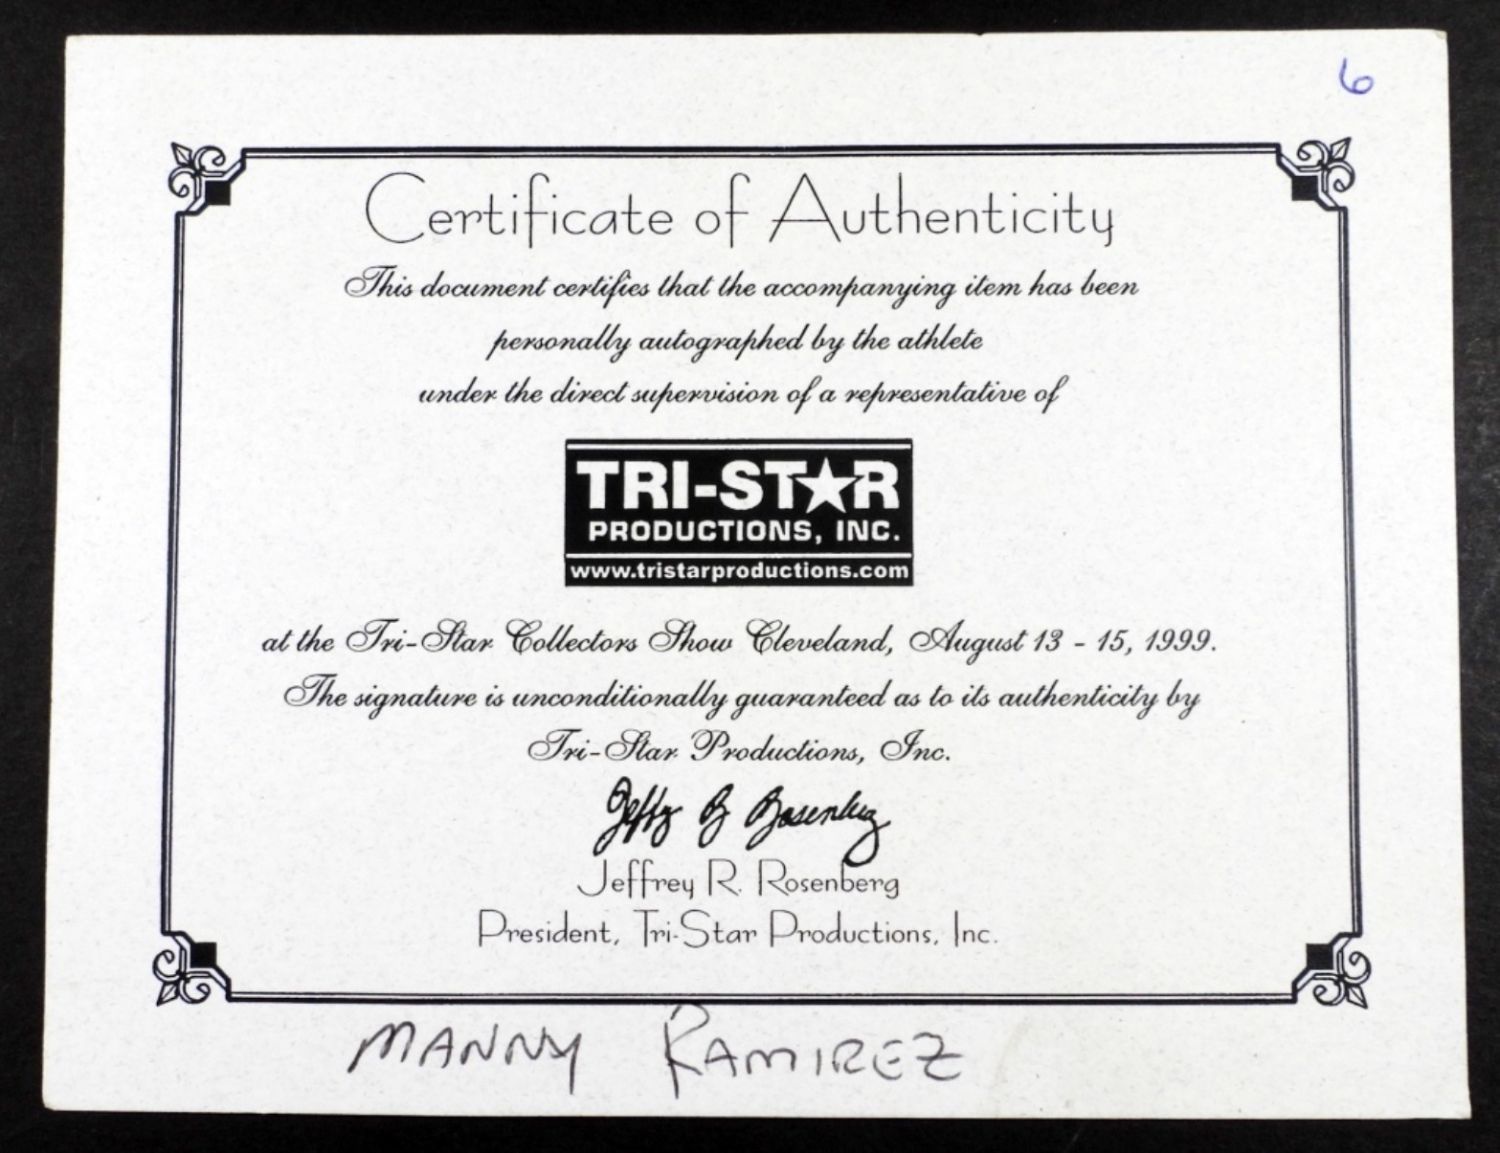 6
Certificate of Authenticity
This document certifies that the accompanying item has been
personally autographed by the athlete
under the direct supervision of a representative of
TRI-STAR
PRODUCTIONS, INC.
www.tristarproductions.com
at the Tri-Star Collectors Show Cleveland, August 13 - 15, 1999.
The signature is unconditionally guaranteed as to its authenticity by
Tri-Star Productions, Inc.
Jeffrey R Rosenberg
Jeffrey R. Rosenberg
President, Tri-Star Productions, Inc.
MANNY RAMIREZ